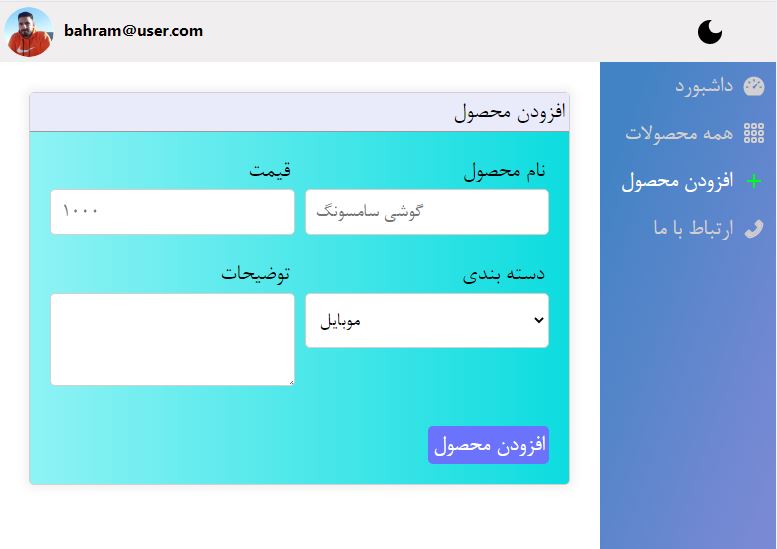 bahram@user.com
داشبورد
همه محصولات
افزودن محصول
ارتباط با ما
افزودن محصول
نام محصول
قیمت
گوشی سامسونگ
۱۰۰۰
دسته بندی
توضیحات
موبایل
افزودن محصول